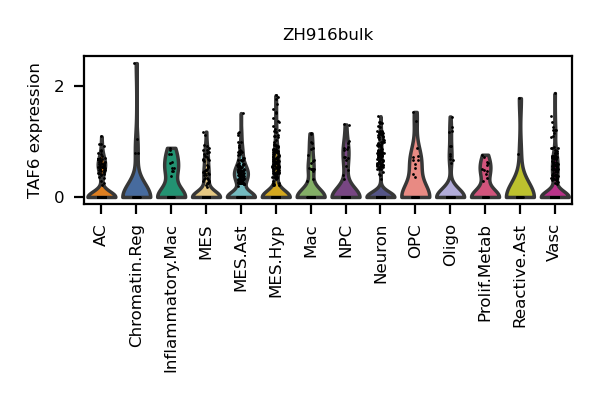 ZH916bulk
TAF6 expression
2
0
AC
Chromatin.Reg
Inflammatory.Mac
MES
MES.Ast
MES.Hyp
Mac
NPC
Neuron
OPC
Oligo
Prolif.Metab
Reactive.Ast
Vasc